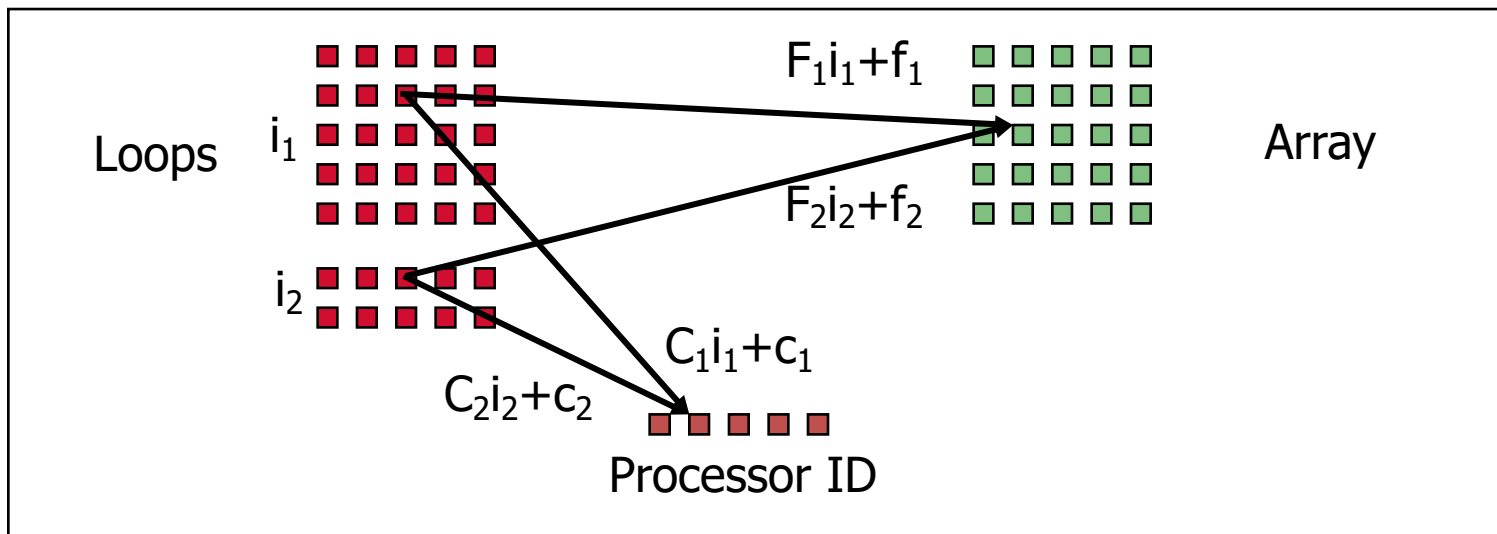 F₁i₁+f₁
Loops
i₁
Array
F₂i₂+f₂
i₂
C₁i₁+c₁
C₂i₂+c₂
Processor ID